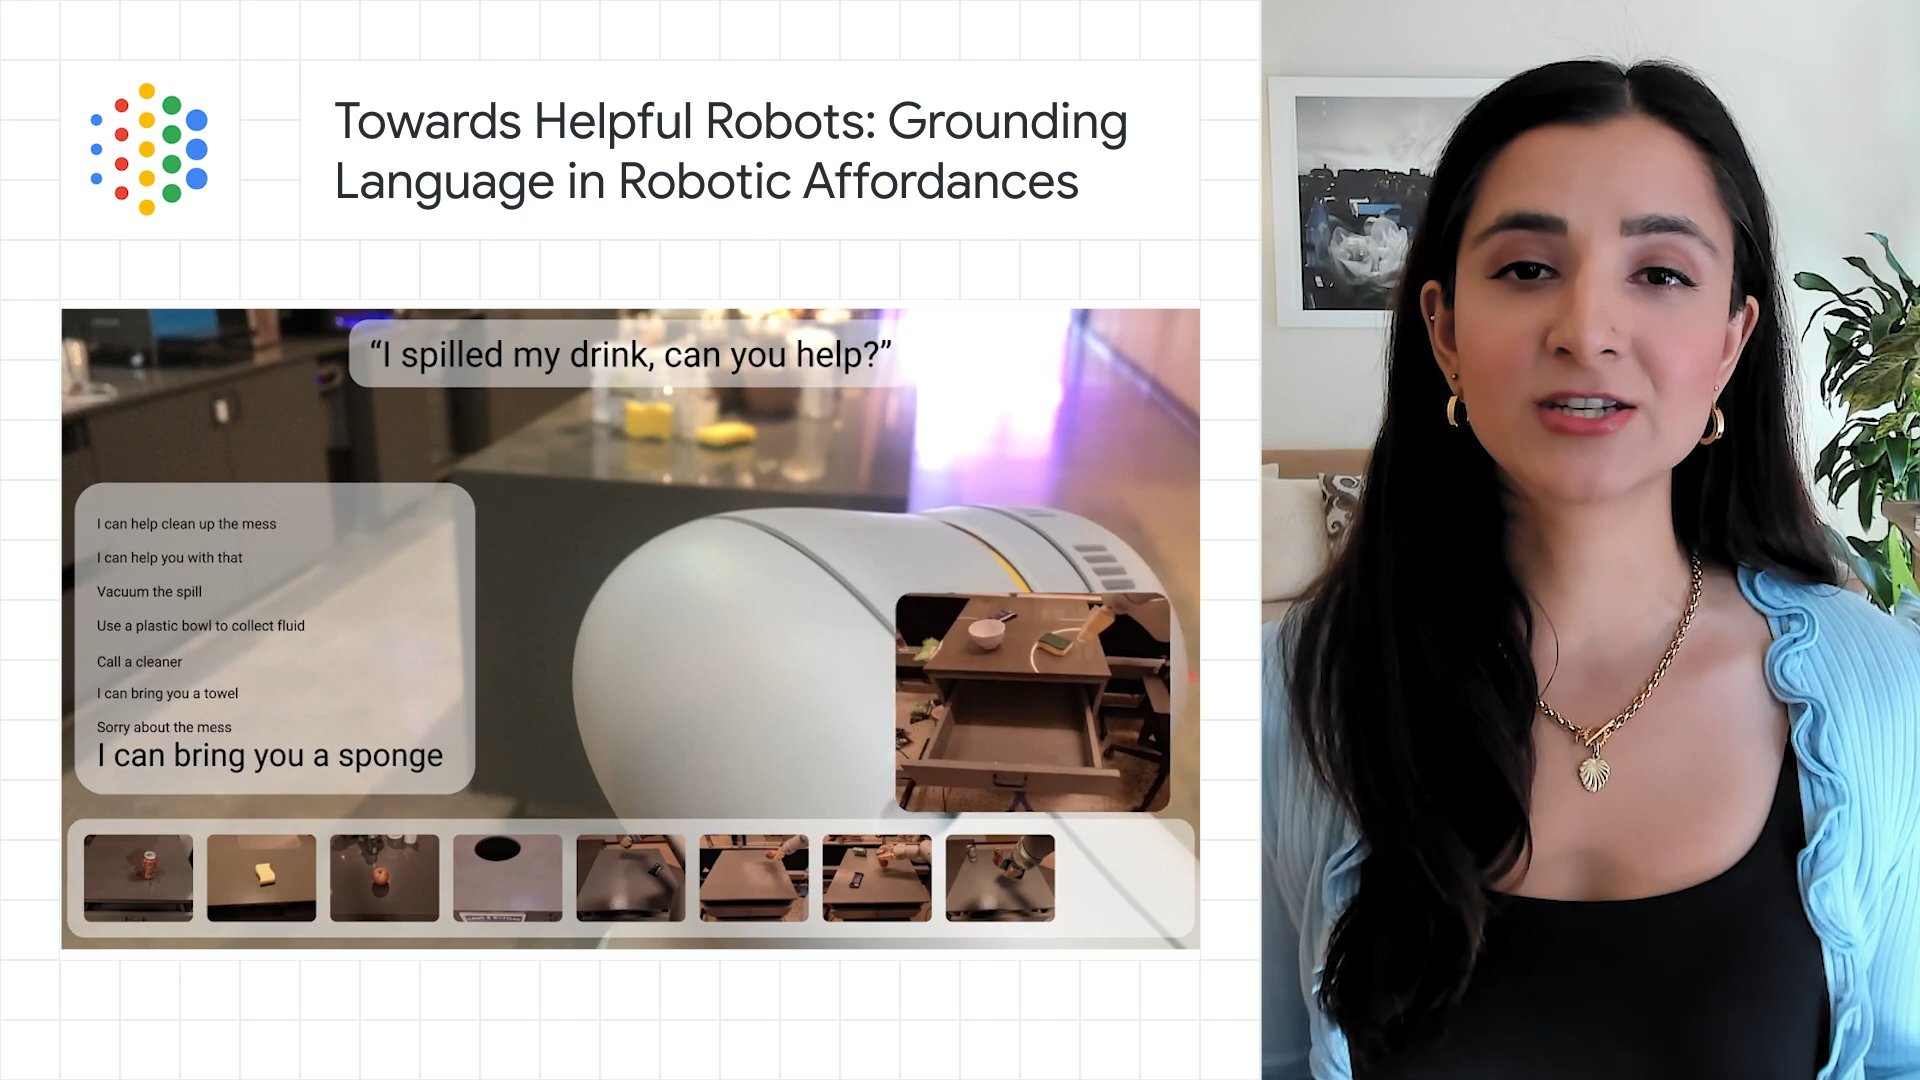 Towards Helpful Robots: Grounding
Language in Robotic Affordances
“I spilled my drink, can you help?”
I can help clean up the mess
I can help you with that
Vacuum the spill
Use a plastic bowl to collect fluid
Call a cleaner
I can bring you a towel
Sorry about the mess
I can bring you a sponge